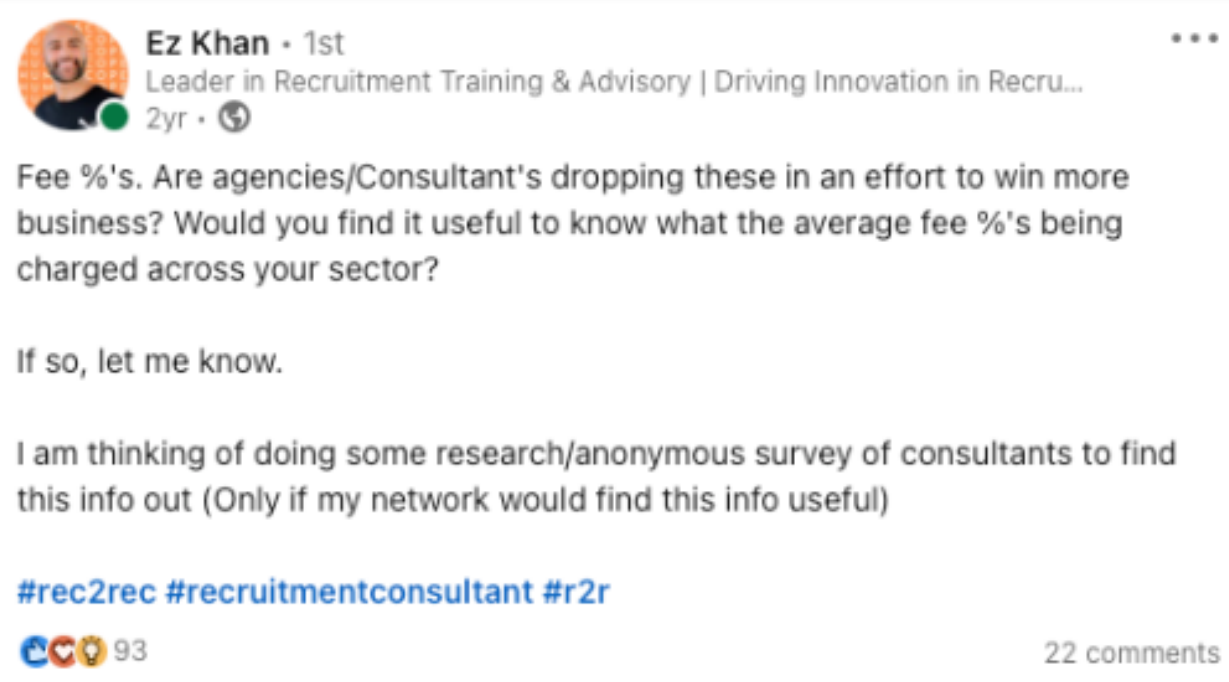 Ez Khan • 1st
Leader in Recruitment Training & Advisory | Driving Innovation in Recru...
2yr •
Fee %'s. Are agencies/Consultant's dropping these in an effort to win more
business? Would you find it useful to know what the average fee %'s being
charged across your sector?
If so, let me know.
I am thinking of doing some research/anonymous survey of consultants to find
this info out (Only if my network would find this info useful)
#rec2rec #recruitmentconsultant #r2r
93
22 comments